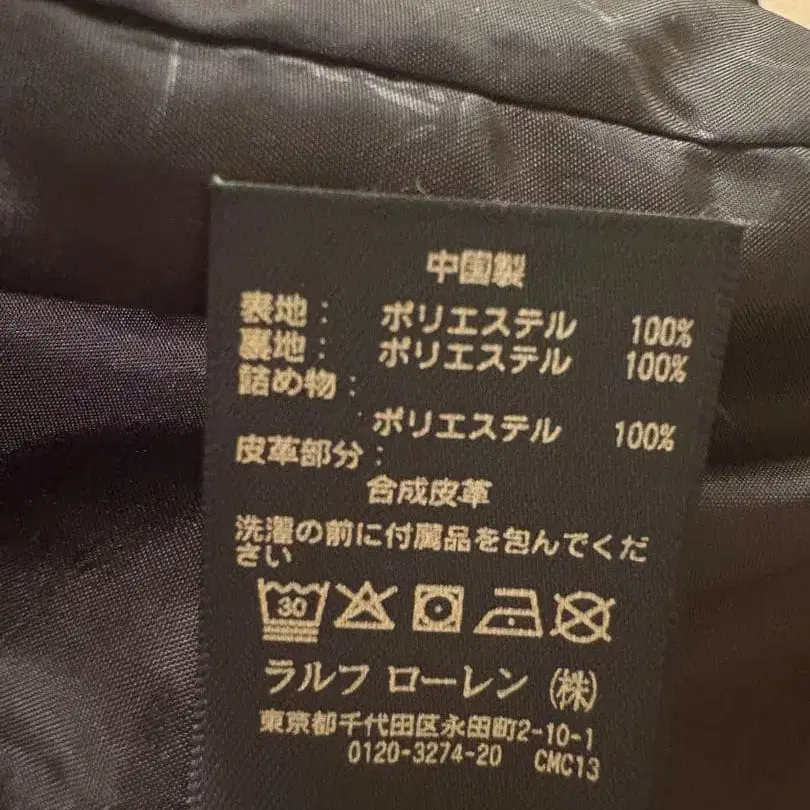 中国製
表地： ポリエステル 100%
裏地： ポリエステル 100%
詰め物：
ポリエステル 100%
皮革部分：
合成皮革
洗濯の前に付属品を包んでくだ
さい
30
ラルフ ローレン (株)
東京都千代田区永田町2-10-1
0120-3274-20 CMC13